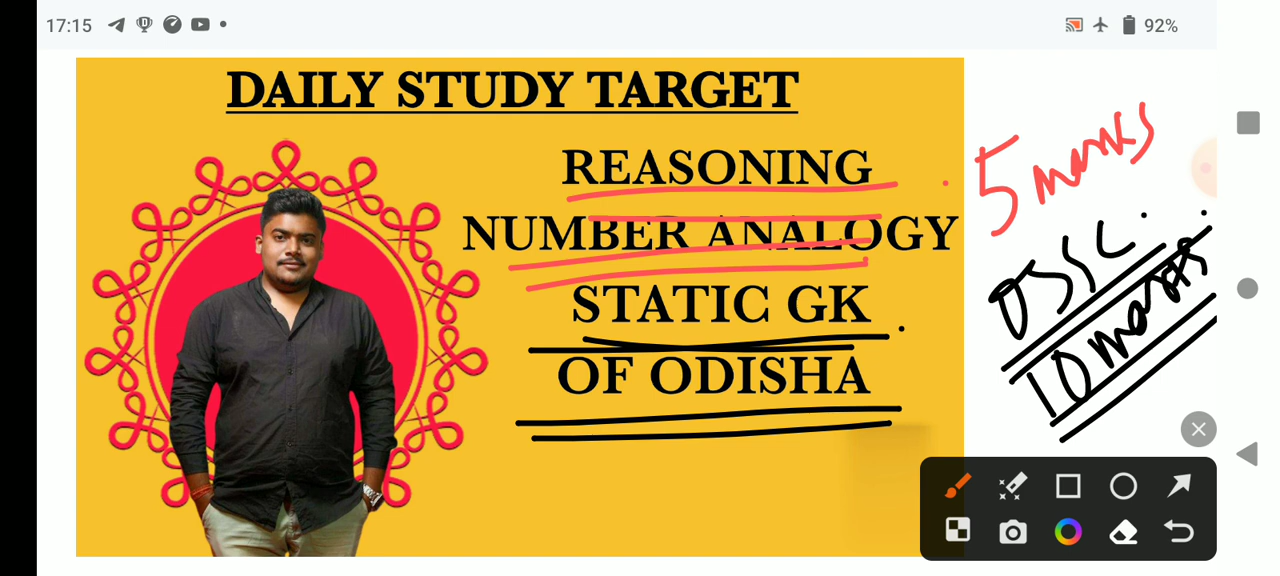 17:15
92%
DAILY STUDY TARGET
REASONING
NUMBER ANALOGY
STATIC GK
OF ODISHA
5 marks
OSSC
10 marks